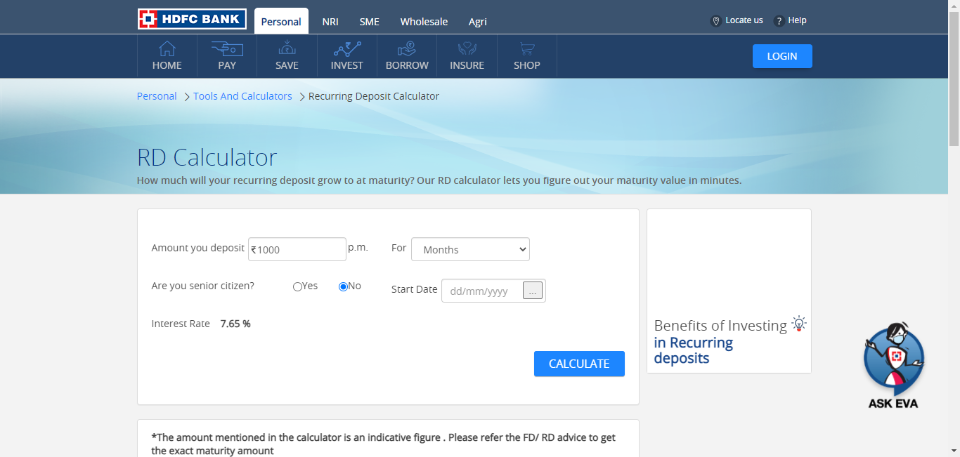 HDFC BANK Personal NRI SME Wholesale Agri Locate us ? Help
HOME PAY SAVE INVEST BORROW INSURE SHOP LOGIN
Personal > Tools And Calculators > Recurring Deposit Calculator
RD Calculator
How much will your recurring deposit grow to at maturity? Our RD calculator lets you figure out your maturity value in minutes.
Amount you deposit ₹1000 p.m. For Months
Are you senior citizen? Yes No Start Date dd/mm/yyyy ...
Interest Rate 7.65 %
CALCULATE
Benefits of Investing
in Recurring
deposits
ASK EVA
*The amount mentioned in the calculator is an indicative figure . Please refer the FD/ RD advice to get
the exact maturity amount